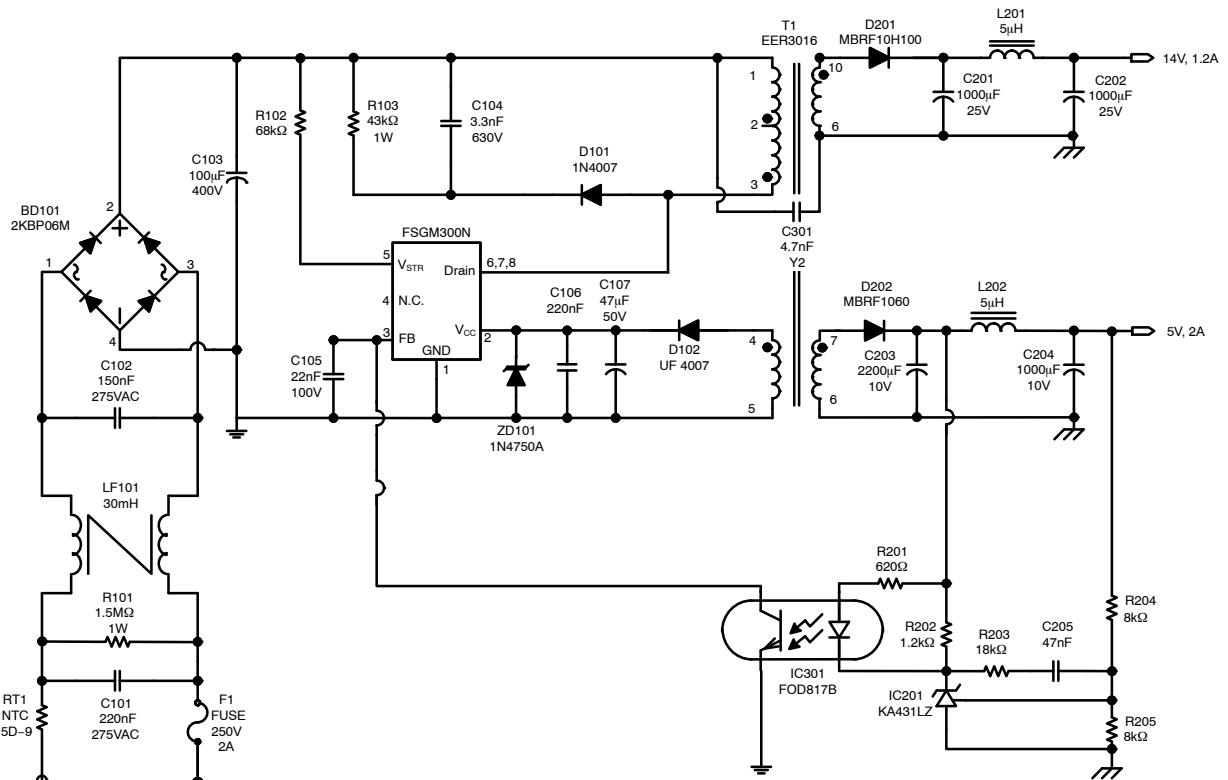 T1
EER3016
D201
MBRF10H100
L201
5μH
1
10
14V, 1.2A
C201
1000μF
25V
C202
1000μF
25V
R102
68kΩ
R103
43kΩ
1W
C104
3.3nF
630V
2
6
C103
100μF
400V
D101
1N4007
3
BD101
2KBP06M
2
C301
4.7nF
Y2
FSGM300N
1
3
5
VSTR
Drain
6,7,8
4
N.C.
C106
220nF
C107
47μF
50V
D202
MBRF1060
L202
5μH
4
3
FB
VCC
2
D102
UF 4007
4
7
5V, 2A
C102
150nF
275VAC
C105
22nF
100V
GND
1
C203
2200μF
10V
C204
1000μF
10V
5
6
ZD101
1N4750A
LF101
30mH
R201
620Ω
R101
1.5MΩ
1W
R202
1.2kΩ
R203
18kΩ
C205
47nF
R204
8kΩ
IC301
FOD817B
IC201
KA431LZ
RT1
NTC
5D–9
C101
220nF
275VAC
F1
FUSE
250V
2A
R205
8kΩ